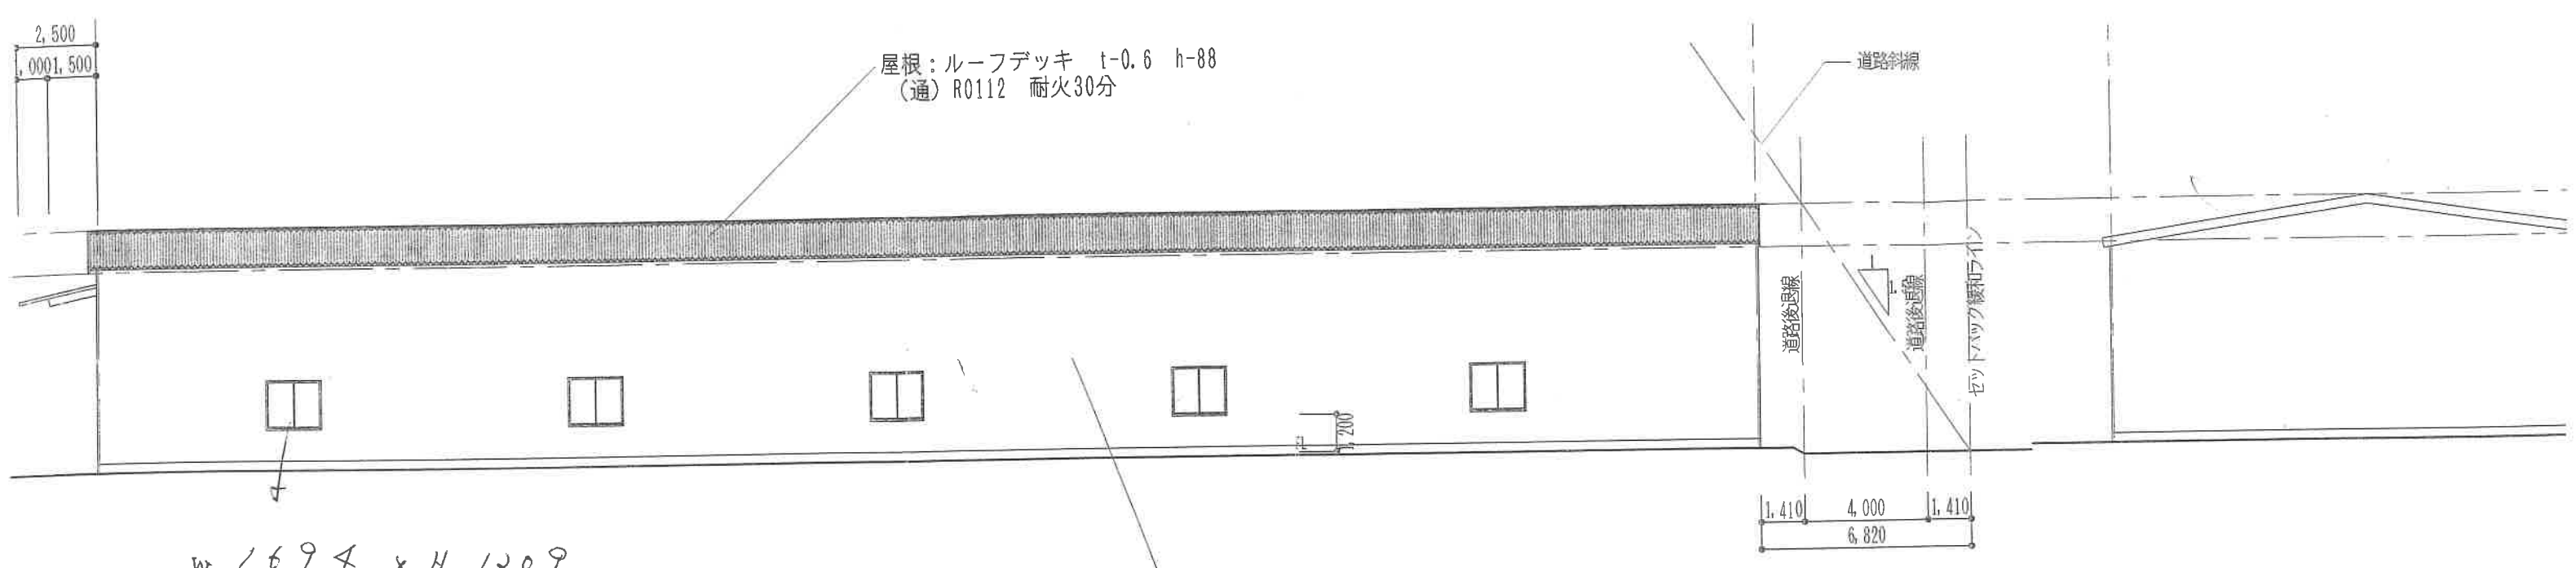 2,500
,000
1,500
屋根：ルーフデッキ t-0.6 h-88
（通）R0112 耐火30分
道路斜線
道路後退線
1
道路後退線
セットバック緩和ライン
1,200
1,410
4,000
1,410
6,820
W 1694 × H 1209